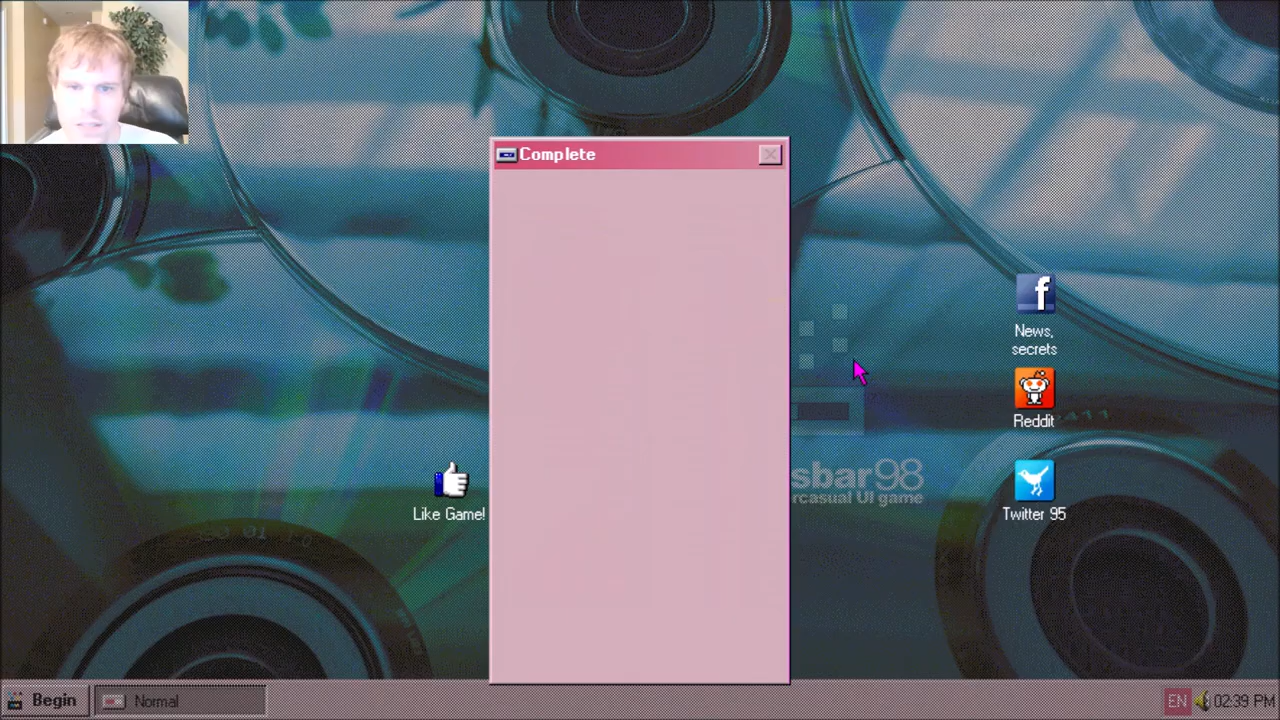 Complete
News,
secrets
Reddit
Like Game!
sbar98
rcasual UI game
Twitter 95
Begin
Normal
EN
02:39 PM